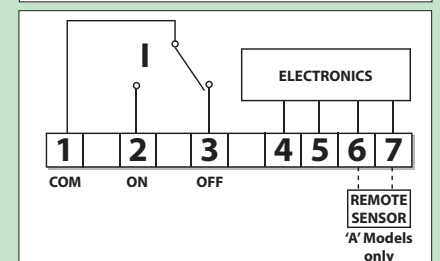 I
ELECTRONICS
1 2 3 4 5 6 7
COM ON OFF
REMOTE
SENSOR
'A' Models
only